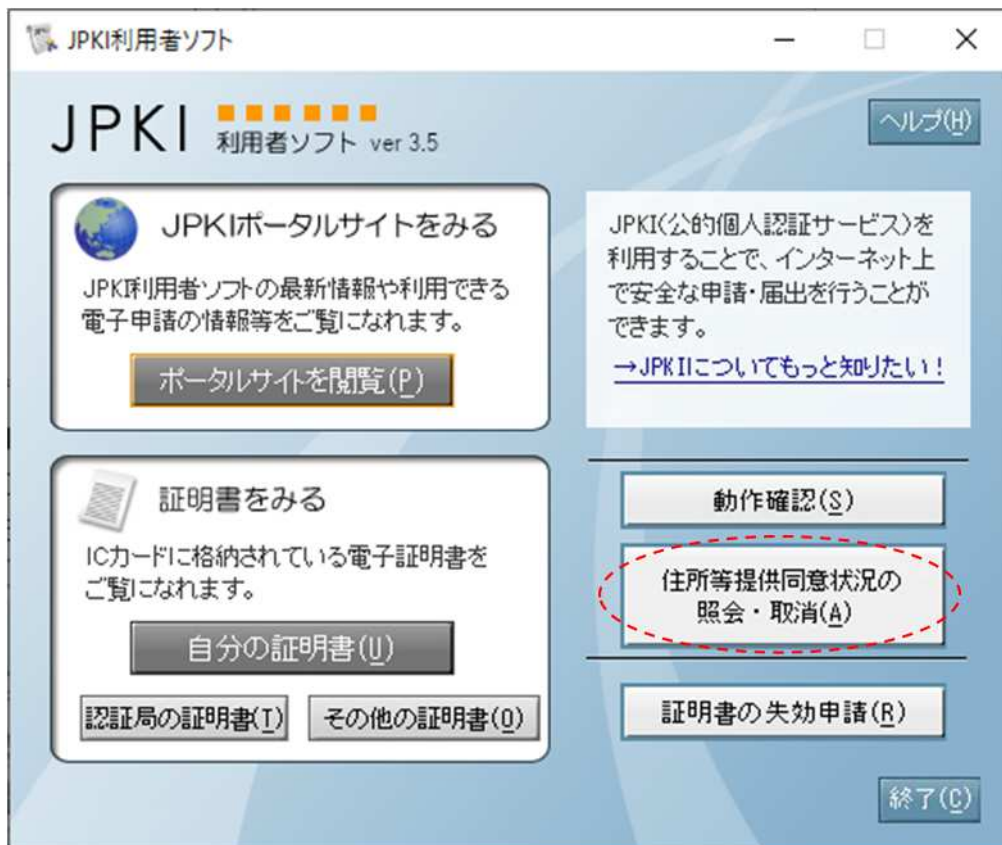 JPKI利用者ソフト
JPKI
利用者ソフト ver 3.5
ヘルプ(H)
JPKIポータルサイトをみる
JPKI利用者ソフトの最新情報や利用できる
電子申請の情報等をご覧になれます。
ポータルサイトを閲覧(P)
JPKI(公的個人認証サービス)を
利用することで、インターネット上
で安全な申請・届出を行うことが
できます。
→JPKIについてもっと知りたい!
証明書をみる
ICカードに格納されている電子証明書を
ご覧になれます。
自分の証明書(U)
認証局の証明書(T)
その他の証明書(O)
動作確認(S)
住所等提供同意状況の
照会・取消(A)
証明書の失効申請(R)
終了(C)